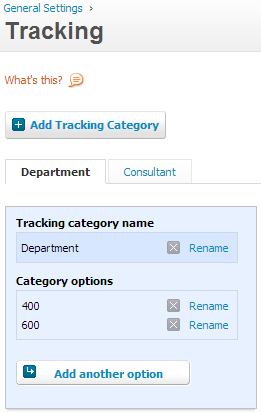 General Settings ›
Tracking
What's this?
Add Tracking Category
Department Consultant
Tracking category name
Department Rename
Category options
400 Rename
600 Rename
Add another option